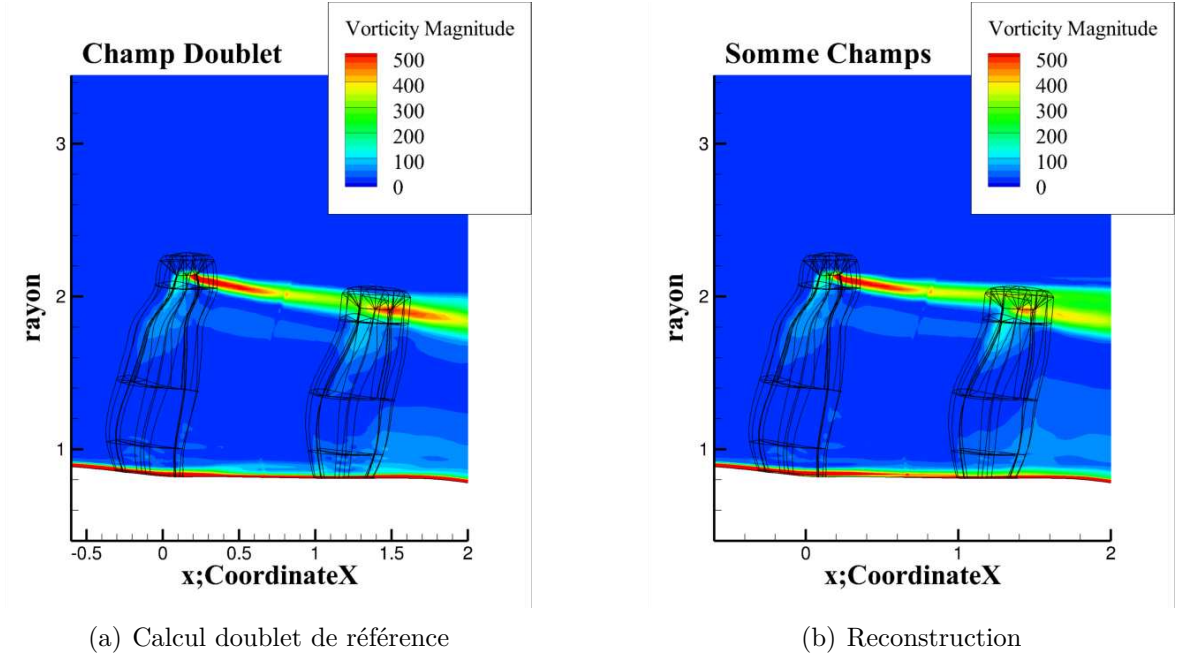 Vorticity Magnitude
500
400
300
200
100
0
Champ Doublet
rayon
3
2
1
-0.5 0 0.5 1 1.5 2
x;CoordinateX
(a) Calcul doublet de référence
Vorticity Magnitude
500
400
300
200
100
0
Somme Champs
rayon
3
2
1
0 1 2
x;CoordinateX
(b) Reconstruction